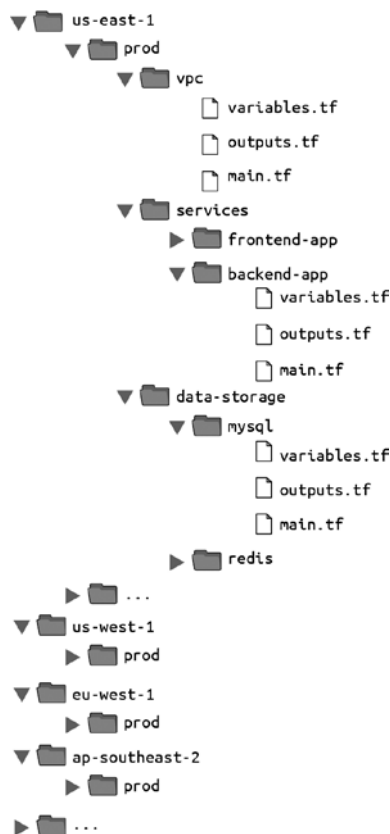 us-east-1
prod
vpc
variables.tf
outputs.tf
main.tf
services
frontend-app
backend-app
variables.tf
outputs.tf
main.tf
data-storage
mysql
variables.tf
outputs.tf
main.tf
redis
...
us-west-1
prod
eu-west-1
prod
ap-southeast-2
prod
...